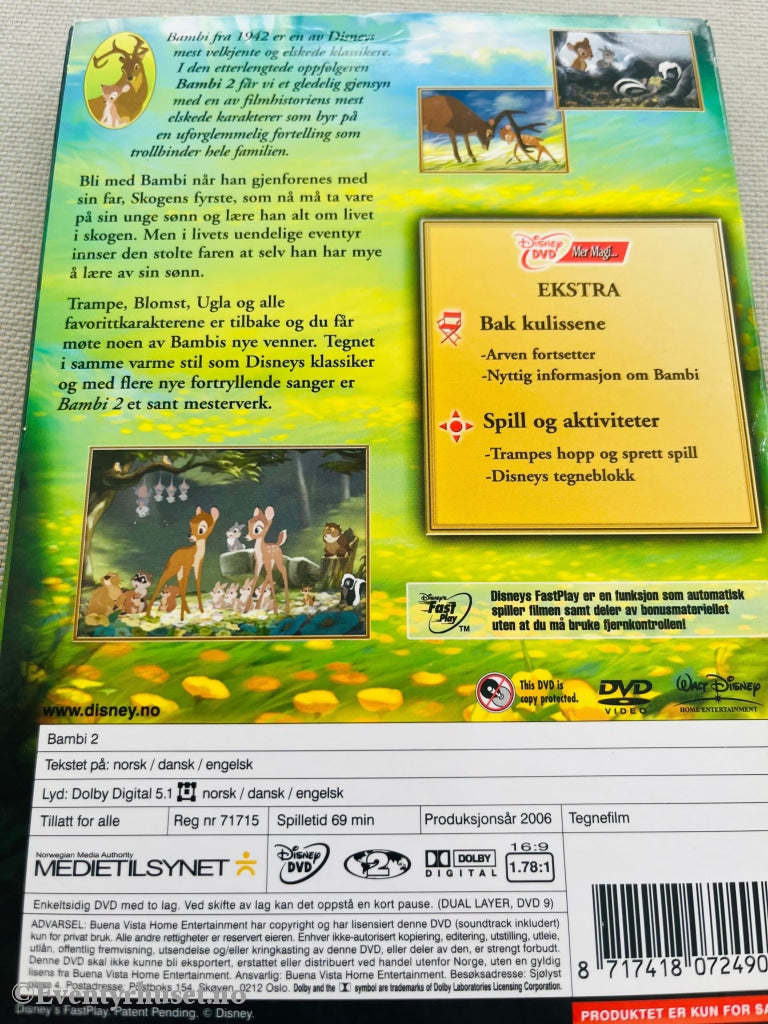 Bambi fra 1942 er en av Disneys
mest velkjente og elskede klassikere.
I den etterlengtede oppfølgeren
Bambi 2 får vi et gledelig gjensyn
med en av filmhistoriens mest
elskede karakterer som byr på
en uforglemmelig fortelling som
trollbinder hele familien.
Bli med Bambi når han gjenforenes med
sin far, Skogens fyrste, som nå må ta vare
på sin unge sønn og lære han alt om livet
i skogen. Men i livets uendelige eventyr
innser den stolte faren at selv han har mye
å lære av sin sønn.
Trampe, Blomst, Ugla og alle
favorittkarakterene er tilbake og du får
møte noen av Bambis nye venner. Tegnet
i samme varme stil som Disneys klassiker
og med flere nye fortryllende sanger er
Bambi 2 et sant mesterverk.
Disney
DVD
Mer Magi...
EKSTRA
Bak kulissene
-Arven fortsetter
-Nyttig informasjon om Bambi
Spill og aktiviteter
-Trampes hopp og sprett spill
-Disneys tegneblokk
Disney's
Fast
Play
TM
Disneys FastPlay er en funksjon som automatisk
spiller filmen samt deler av bonusmateriellet
uten at du må bruke fjernkontrollen!
This DVD is
copy protected.
DVD
VIDEO
WALT DISNEY
HOME ENTERTAINMENT
www.disney.no
Bambi 2
Tekstet på: norsk / dansk / engelsk
Lyd: Dolby Digital 5.1 norsk / dansk / engelsk
Tillatt for alle
Reg nr 71715
Spilletid 69 min
Produksjonsår 2006
Tegnefilm
Norwegian Media Authority
MEDIETILSYNET
Disney
DVD
2
DOLBY
DIGITAL
16:9
1.78:1
Enkeltsidig DVD med to lag. Ved skifte av lag kan det oppstå en kort pause. (DUAL LAYER, DVD 9)
ADVARSEL: Buena Vista Home Entertainment har copyright og har lisensiert denne DVD (soundtrack inkludert)
kun for privat bruk. Alle andre rettigheter er reservert eieren. Enhver ikke-autorisert kopiering, editering, utstilling, utleie,
utlån, offentlig fremvisning, utsendelse og/eller kringkasting av denne DVD, eller deler av den, er strengt forbudt.
Denne DVD skal ikke kunne bli eksportert, erstattet eller distribuert ved handel utenfor Norge, uten en gyldig
lisens fra Buena Vista Home Entertainment. Ansvarlig: Buena Vista Home Entertainment. Besøksadresse: Sjølyst
plass 4. Postadresse: Postboks 154, Skøyen, 0212 Oslo. Dolby and the symbol are trademarks of Dolby Laboratories Licensing Corporation.
©Eventyrhuset.no
Disney's FastPlay. Patent Pending. © Disney.
8 717418 072490
PRODUKTET ER KUN FOR SA